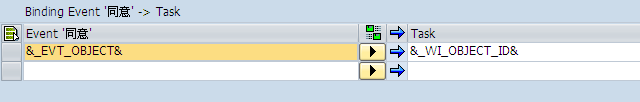 Binding Event '同意' -> Task
Event '同意' Task
&_EVT_OBJECT& &_WI_OBJECT_ID&